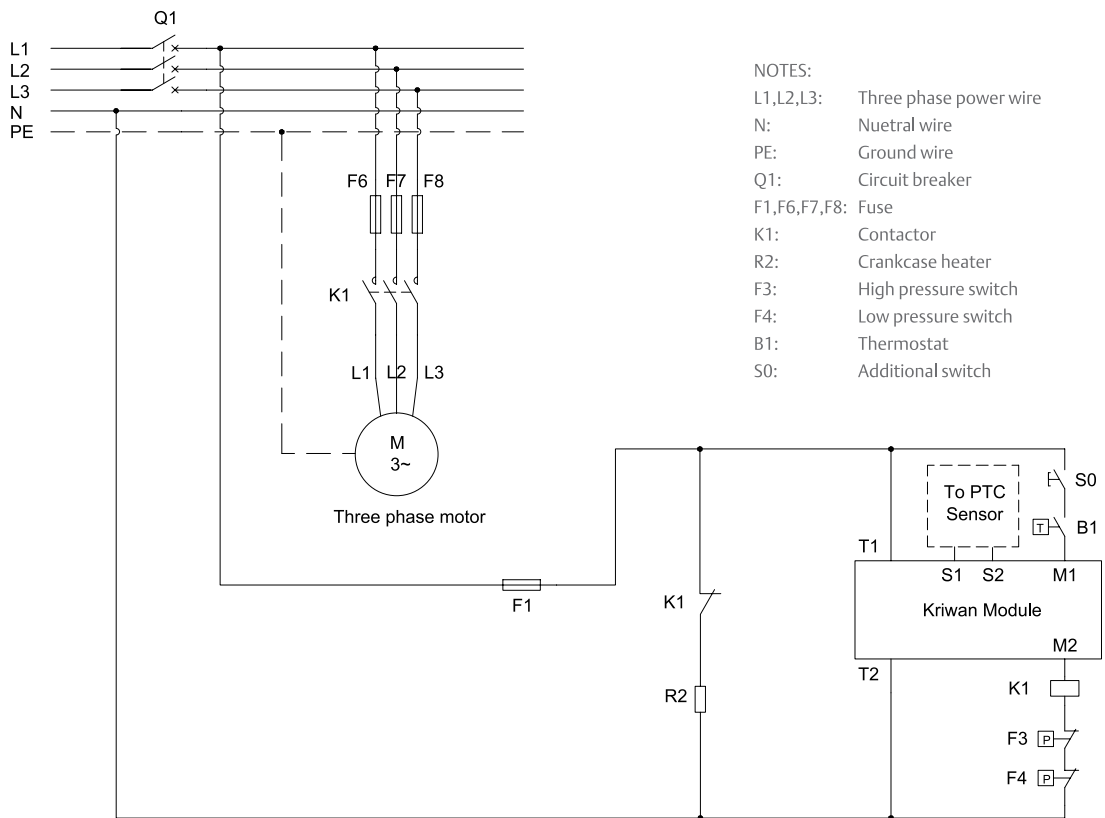 Q1
L1
L2
L3
N
PE
NOTES:
L1,L2,L3: Three phase power wire
N: Nuetral wire
PE: Ground wire
Q1: Circuit breaker
F1,F6,F7,F8: Fuse
K1: Contactor
R2: Crankcase heater
F3: High pressure switch
F4: Low pressure switch
B1: Thermostat
S0: Additional switch
F6 F7 F8
K1
L1 L2 L3
M
3~
Three phase motor
F1
K1
R2
To PTC
Sensor
S0
T B1
T1
S1 S2 M1
Kriwan Module
M2
T2
K1
F3 P
F4 P